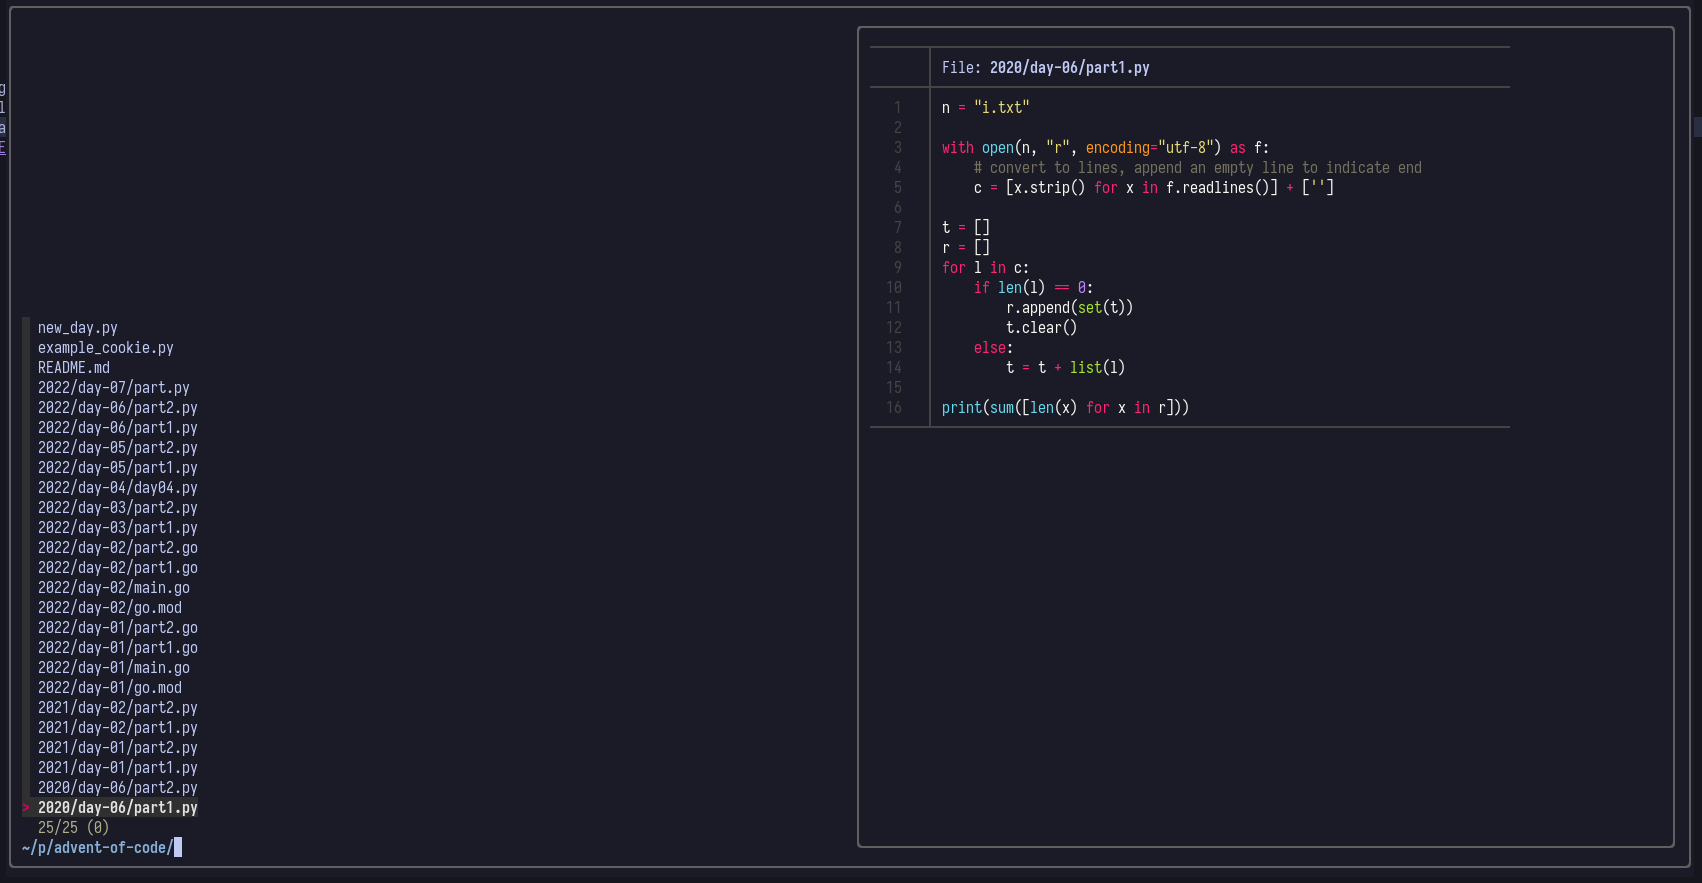 g
l
a
E
new_day.py
example_cookie.py
README.md
2022/day-07/part.py
2022/day-06/part2.py
2022/day-06/part1.py
2022/day-05/part2.py
2022/day-05/part1.py
2022/day-04/day04.py
2022/day-03/part2.py
2022/day-03/part1.py
2022/day-02/part2.go
2022/day-02/part1.go
2022/day-02/main.go
2022/day-02/go.mod
2022/day-01/part2.go
2022/day-01/part1.go
2022/day-01/main.go
2022/day-01/go.mod
2021/day-02/part2.py
2021/day-02/part1.py
2021/day-01/part2.py
2021/day-01/part1.py
2020/day-06/part2.py
> 2020/day-06/part1.py
25/25 (0)
~/p/advent-of-code/
File: 2020/day-06/part1.py
1 n = "i.txt"
2
3 with open(n, "r", encoding="utf-8") as f:
4     # convert to lines, append an empty line to indicate end
5     c = [x.strip() for x in f.readlines()] + ['']
6
7 t = []
8 r = []
9 for l in c:
10     if len(l) == 0:
11         r.append(set(t))
12         t.clear()
13     else:
14         t = t + list(l)
15
16 print(sum([len(x) for x in r]))